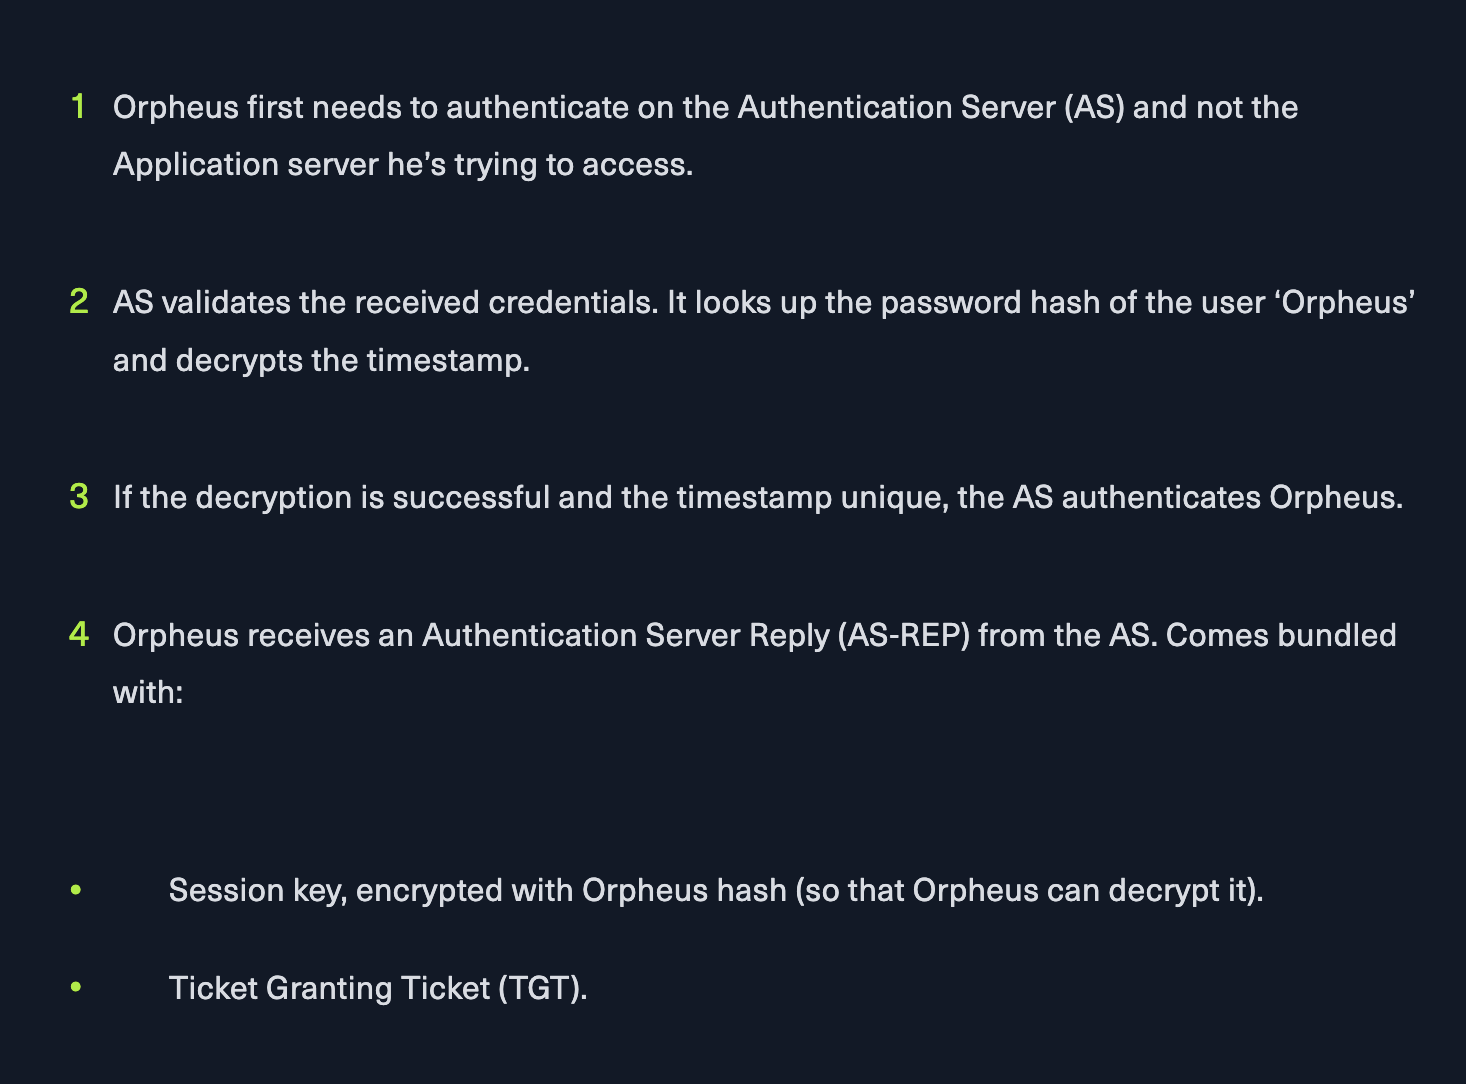 1 Orpheus first needs to authenticate on the Authentication Server (AS) and not the
Application server he’s trying to access.
2 AS validates the received credentials. It looks up the password hash of the user ‘Orpheus’
and decrypts the timestamp.
3 If the decryption is successful and the timestamp unique, the AS authenticates Orpheus.
4 Orpheus receives an Authentication Server Reply (AS-REP) from the AS. Comes bundled
with:
• Session key, encrypted with Orpheus hash (so that Orpheus can decrypt it).
• Ticket Granting Ticket (TGT).